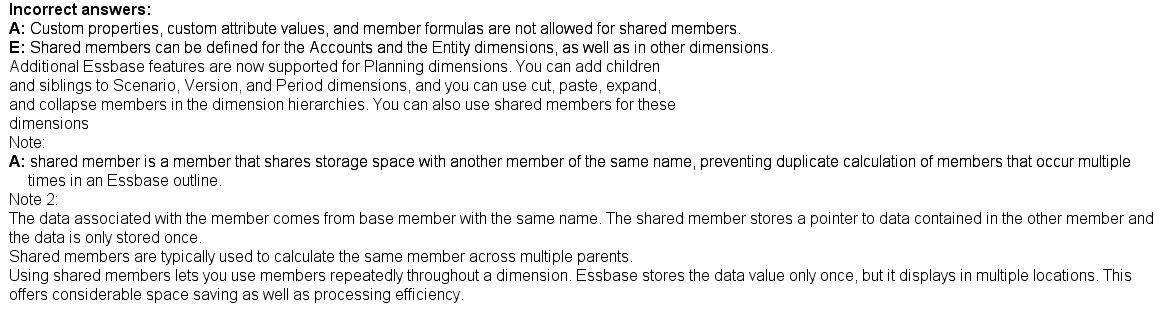 Incorrect answers:
A: Custom properties, custom attribute values, and member formulas are not allowed for shared members.
E: Shared members can be defined for the Accounts and the Entity dimensions, as well as in other dimensions.
Additional Essbase features are now supported for Planning dimensions. You can add children
and siblings to Scenario, Version, and Period dimensions, and you can use cut, paste, expand,
and collapse members in the dimension hierarchies. You can also use shared members for these
dimensions
Note:
A: shared member is a member that shares storage space with another member of the same name, preventing duplicate calculation of members that occur multiple
times in an Essbase outline.
Note 2:
The data associated with the member comes from base member with the same name. The shared member stores a pointer to data contained in the other member and
the data is only stored once.
Shared members are typically used to calculate the same member across multiple parents.
Using shared members lets you use members repeatedly throughout a dimension. Essbase stores the data value only once, but it displays in multiple locations. This
offers considerable space saving as well as processing efficiency.